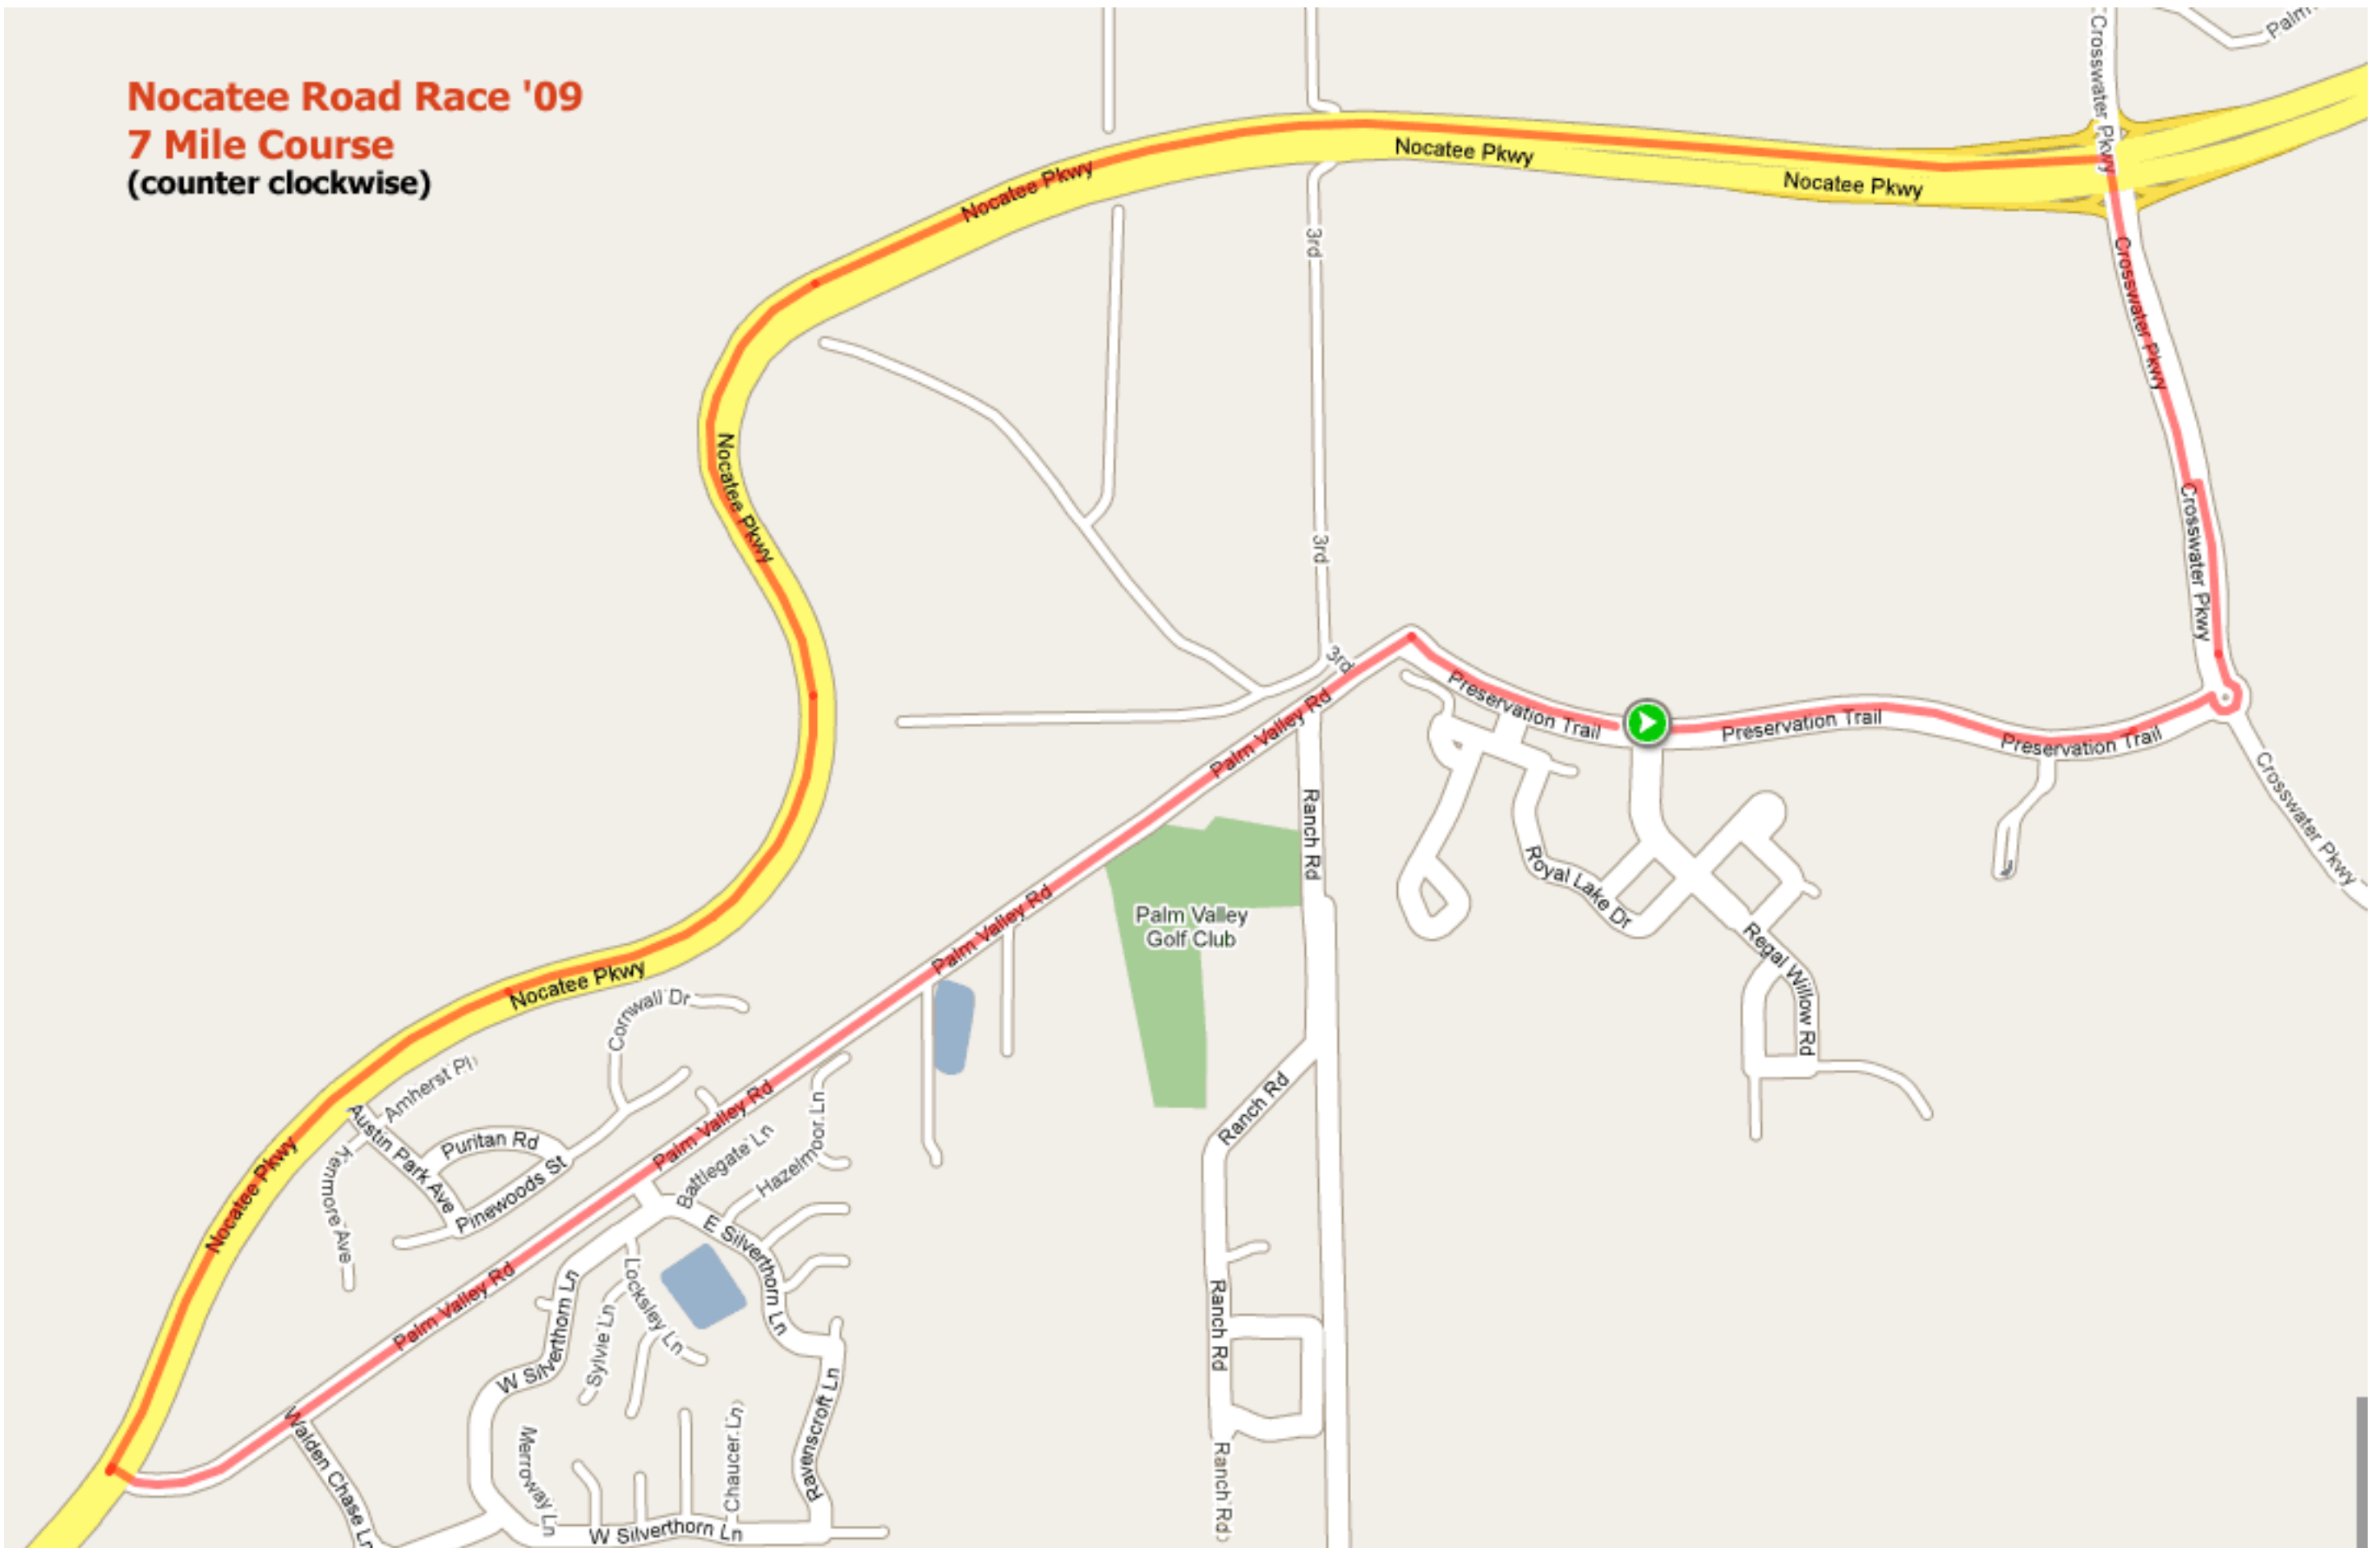 Nocatee Road Race '09
7 Mile Course
(counter clockwise)
Crosswater Pkwy
Nocatee Pkwy
Nocatee Pkwy
Nocatee Pkwy
3rd
Crosswater Pkwy
Nocatee Pkwy
3rd
Crosswater Pkwy
3rd
Preservation Trail
Preservation Trail
Preservation Trail
Palm Valley Rd
Crosswater Pkwy
Ranch Rd
Royal Lake Dr
Palm Valley
Golf Club
Palm Valley Rd
Regal Willow Rd
Nocatee Pkwy
Cornwall Dr
Amherst Pl
Austin Park Ave
Puritan Rd
Pinewoods St
Kenmore Ave
Nocatee Pkwy
Palm Valley Rd
Battlegate Ln
Hazelmoor Ln
Ranch Rd
E Silverthorn Ln
Palm Valley Rd
Locksley Ln
Sylvie Ln
W Silverthorn Ln
Ranch Rd
Ravenscroft Ln
Chaucer Ln
Merroway Ln
Walden Chase Ln
Ranch Rd
W Silverthorn Ln